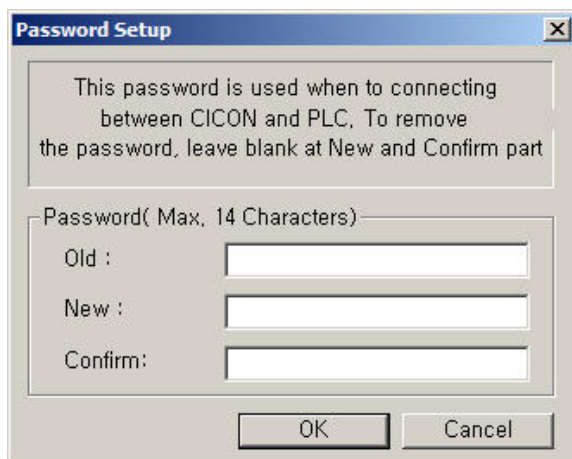 Password Setup
This password is used when to connecting
between CICON and PLC, To remove
the password, leave blank at New and Confirm part
Password( Max, 14 Characters)
Old :
New :
Confirm:
OK
Cancel